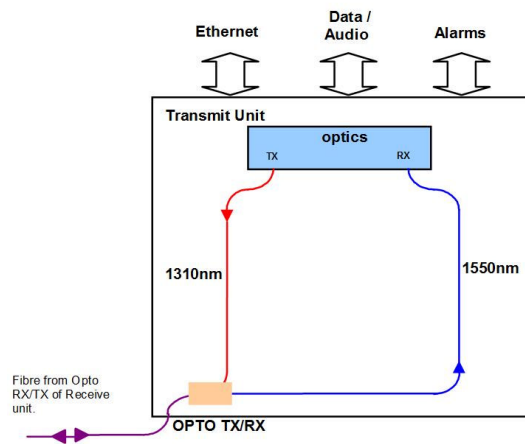 Ethernet
Data /
Audio
Alarms
Transmit Unit
optics
TX
RX
1310nm
1550nm
Fibre from Opto
RX/TX of Receive
unit.
OPTO TX/RX